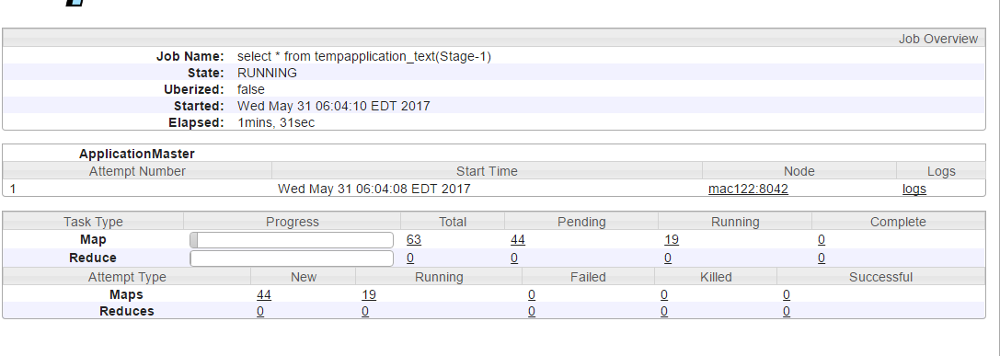 Job Overview
Job Name: select * from tempapplication_text(Stage-1)
State: RUNNING
Uberized: false
Started: Wed May 31 06:04:10 EDT 2017
Elapsed: 1mins, 31sec
ApplicationMaster
Attempt Number Start Time Node Logs
1 Wed May 31 06:04:08 EDT 2017 mac122:8042 logs
Task Type Progress Total Pending Running Complete
Map 63 44 19 0
Reduce 0 0 0 0
Attempt Type New Running Failed Killed Successful
Maps 44 19 0 0 0
Reduces 0 0 0 0 0